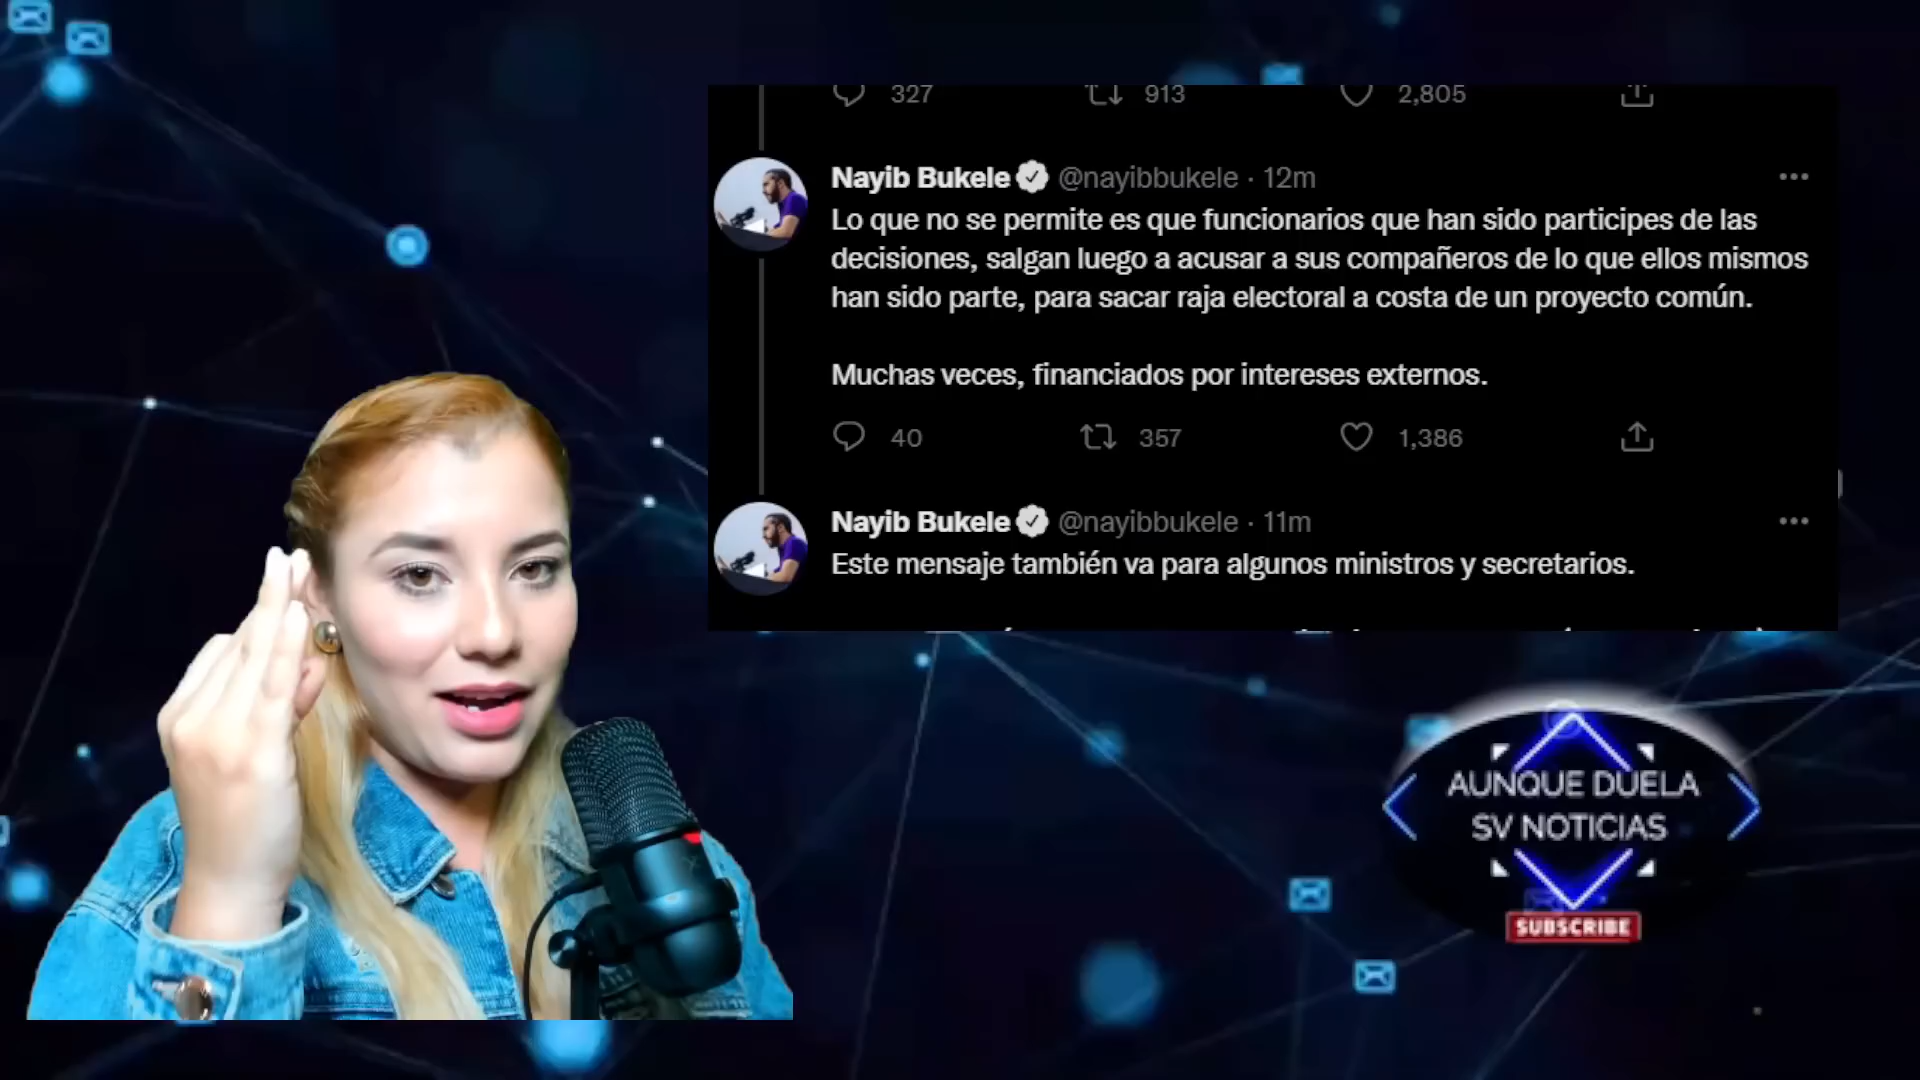 327 913 2,805
Nayib Bukele @nayibbukele · 12m
Lo que no se permite es que funcionarios que han sido participes de las
decisiones, salgan luego a acusar a sus compañeros de lo que ellos mismos
han sido parte, para sacar raja electoral a costa de un proyecto común.
Muchas veces, financiados por intereses externos.
40 357 1,386
Nayib Bukele @nayibbukele · 11m
Este mensaje también va para algunos ministros y secretarios.
AUNQUE DUELA
SV NOTICIAS
SUBSCRIBE